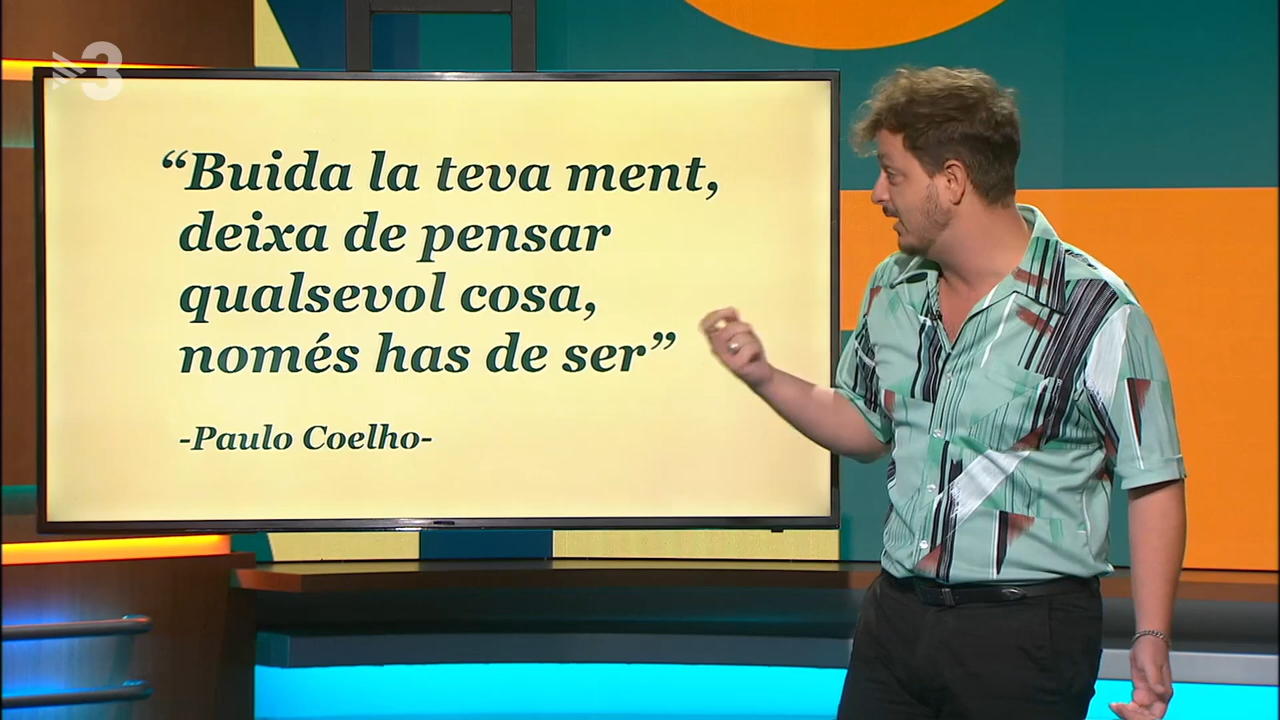 3
“Buida la teva ment,
deixa de pensar
qualsevol cosa,
només has de ser”
-Paulo Coelho-